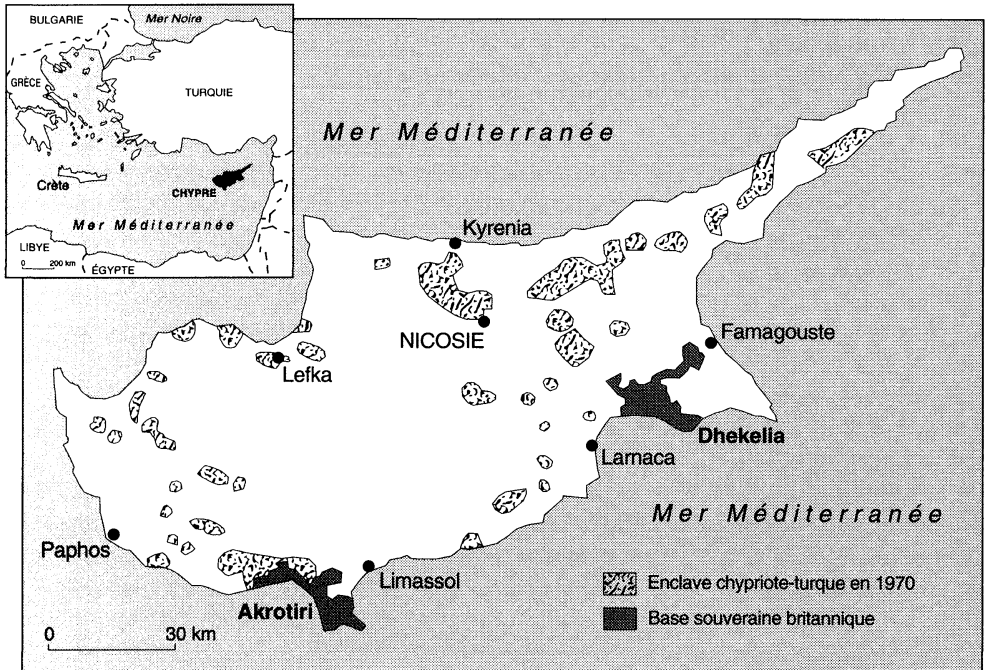 BULGARIE
Mer Noire
GRÈCE
TURQUIE
Crète
CHYPRE
Mer Méditerranée
LIBYE
0 200 km
ÉGYPTE
Mer Méditerranée
Kyrenia
NICOSIE
Famagouste
Lefka
Dhekelia
Larnaca
Mer Méditerranée
Paphos
Limassol
Akrotiri
Enclave chypriote-turque en 1970
Base souveraine britannique
0 30 km